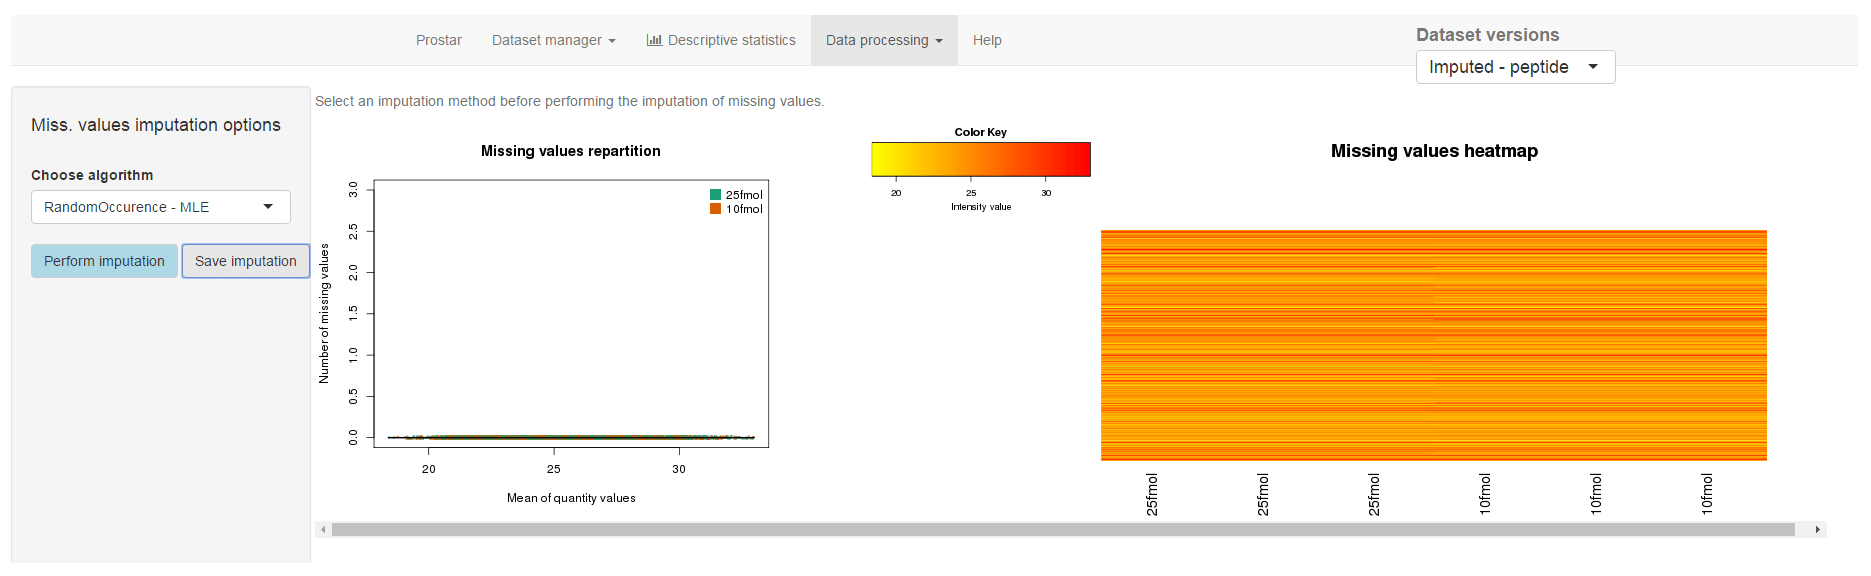 Prostar Dataset manager Descriptive statistics Data processing Help
Dataset versions
Imputed - peptide
Miss. values imputation options
Choose algorithm
RandomOccurence - MLE
Perform imputation Save imputation
Select an imputation method before performing the imputation of missing values.
Missing values repartition
25fmol
10fmol
Number of missing values
3.0
2.5
2.0
1.5
1.0
0.5
0.0
20 25 30
Mean of quantity values
Color Key
20 25 30
Intensity value
Missing values heatmap
25fmol 25fmol 25fmol 10fmol 10fmol 10fmol